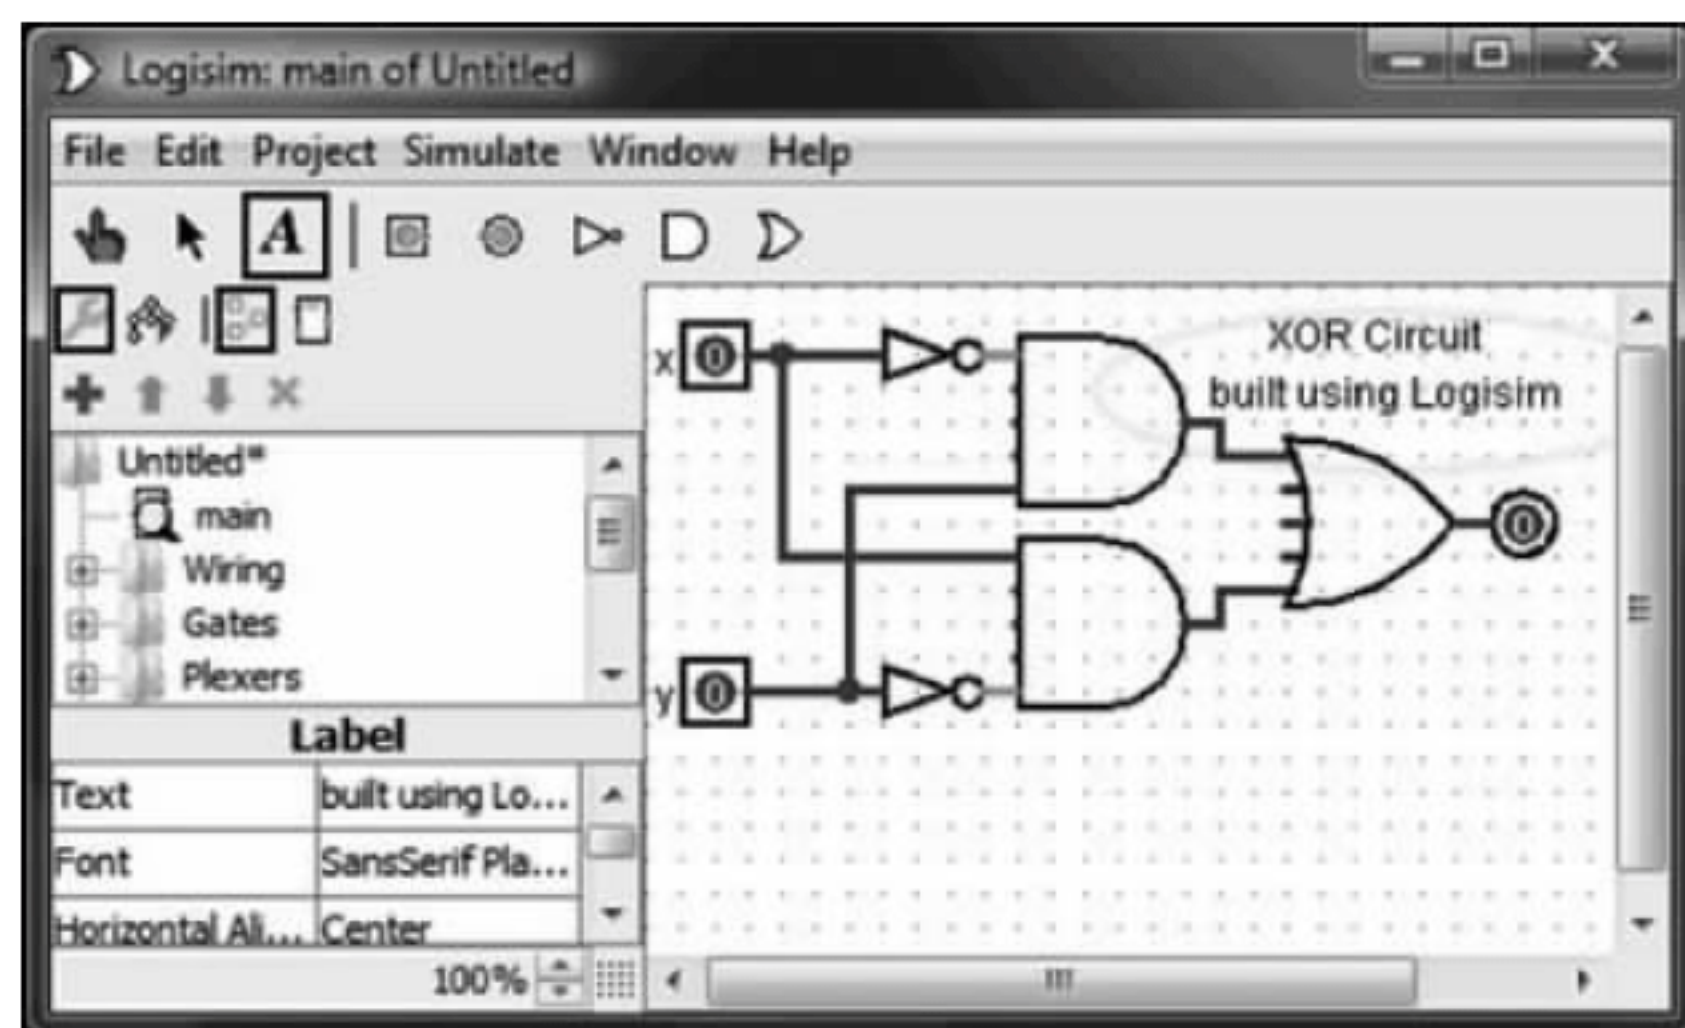 Logisim: main of Untitled
File Edit Project Simulate Window Help
A
Untitled*
main
Wiring
Gates
Plexers
Label
Text built using Lo...
Font SansSerif Pla...
Horizontal Ali... Center
100%
x 0
y 0
XOR Circuit
built using Logisim
0